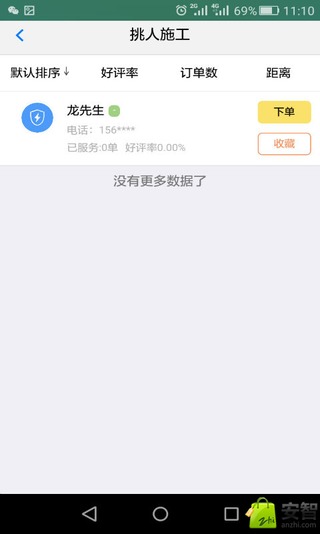 2G 4G 69% 11:10
挑人施工
默认排序↓ 好评率 订单数 距离
龙先生 下单
电话：156****
已服务:0单 好评率0.00% 收藏
没有更多数据了
安智
anzhi.com